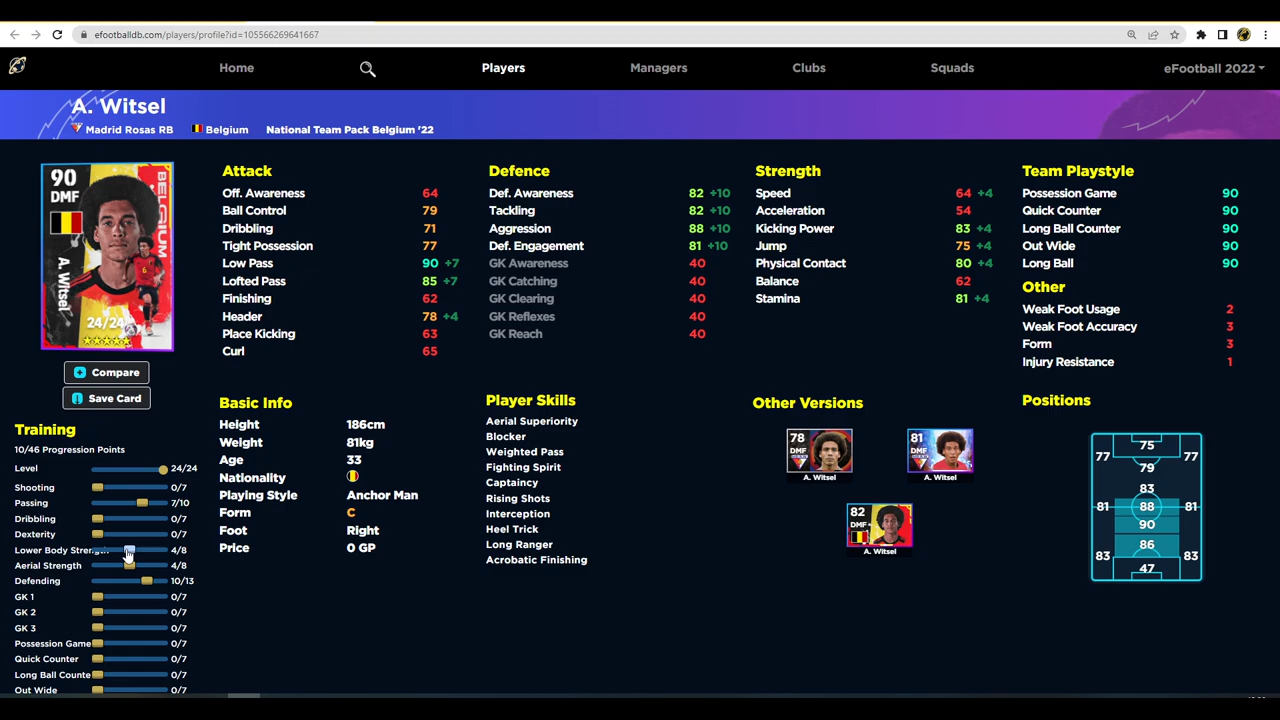 efootballdb.com/players/profile?id=105566269641667
Home
Players
Managers
Clubs
Squads
eFootball 2022
A. Witsel
Madrid Rosas RB
Belgium
National Team Pack Belgium '22
90
DMF
BELGIUM
A. Witsel
24/24
Compare
Save Card
Training
10/46 Progression Points
Level 24/24
Shooting 0/7
Passing 7/10
Dribbling 0/7
Dexterity 0/7
Lower Body Strength 4/8
Aerial Strength 4/8
Defending 10/13
GK 1 0/7
GK 2 0/7
GK 3 0/7
Possession Game 0/7
Quick Counter 0/7
Long Ball Counte 0/7
Out Wide 0/7
Attack
Off. Awareness 64
Ball Control 79
Dribbling 71
Tight Possession 77
Low Pass 90 +7
Lofted Pass 85 +7
Finishing 62
Header 78 +4
Place Kicking 63
Curl 65
Defence
Def. Awareness 82 +10
Tackling 82 +10
Aggression 88 +10
Def. Engagement 81 +10
GK Awareness 40
GK Catching 40
GK Clearing 40
GK Reflexes 40
GK Reach 40
Strength
Speed 64 +4
Acceleration 54
Kicking Power 83 +4
Jump 75 +4
Physical Contact 80 +4
Balance 62
Stamina 81 +4
Team Playstyle
Possession Game 90
Quick Counter 90
Long Ball Counter 90
Out Wide 90
Long Ball 90
Other
Weak Foot Usage 2
Weak Foot Accuracy 3
Form 3
Injury Resistance 1
Basic Info
Height 186cm
Weight 81kg
Age 33
Nationality
Playing Style Anchor Man
Form C
Foot Right
Price 0 GP
Player Skills
Aerial Superiority
Blocker
Weighted Pass
Fighting Spirit
Captaincy
Rising Shots
Interception
Heel Trick
Long Ranger
Acrobatic Finishing
Other Versions
78
DMF
A. Witsel
81
DMF
A. Witsel
82
DMF
A. Witsel
Positions
75
77 77
79
83
81 88 81
90
83 86 83
47